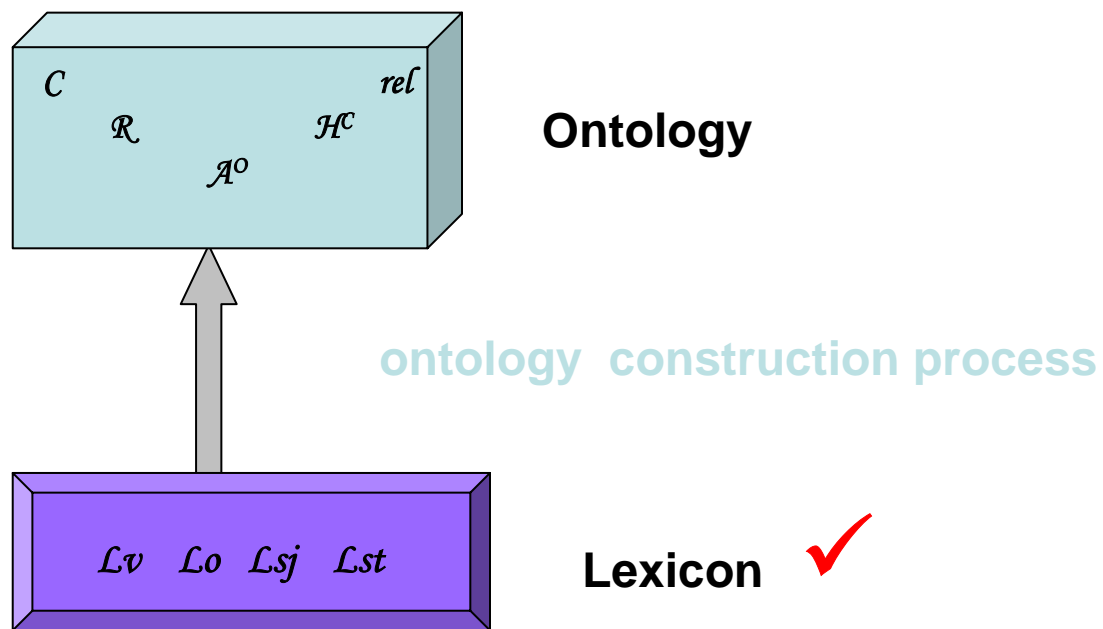 C rel
R H^C
Ontology
A^O
ontology construction process
Lv Lo Lsj Lst
Lexicon